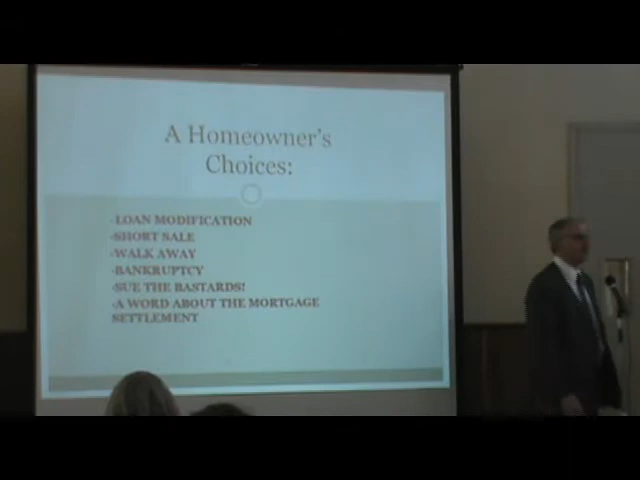 A Homeowner's
Choices:
-LOAN MODIFICATION
-SHORT SALE
-WALK AWAY
-BANKRUPTCY
-SUE THE BASTARDS!
-A WORD ABOUT THE MORTGAGE
SETTLEMENT